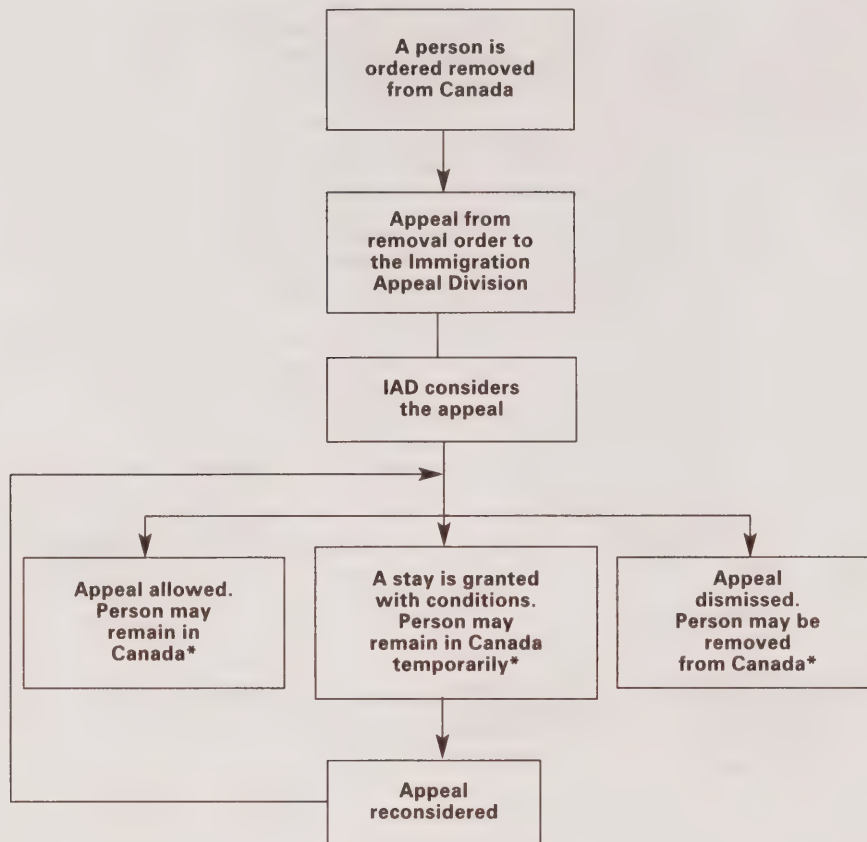 A person is
ordered removed
from Canada
Appeal from
removal order to
the Immigration
Appeal Division
IAD considers
the appeal
Appeal allowed.
Person may
remain in
Canada*
A stay is granted
with conditions.
Person may
remain in Canada
temporarily*
Appeal
dismissed.
Person may be
removed
from Canada*
Appeal
reconsidered